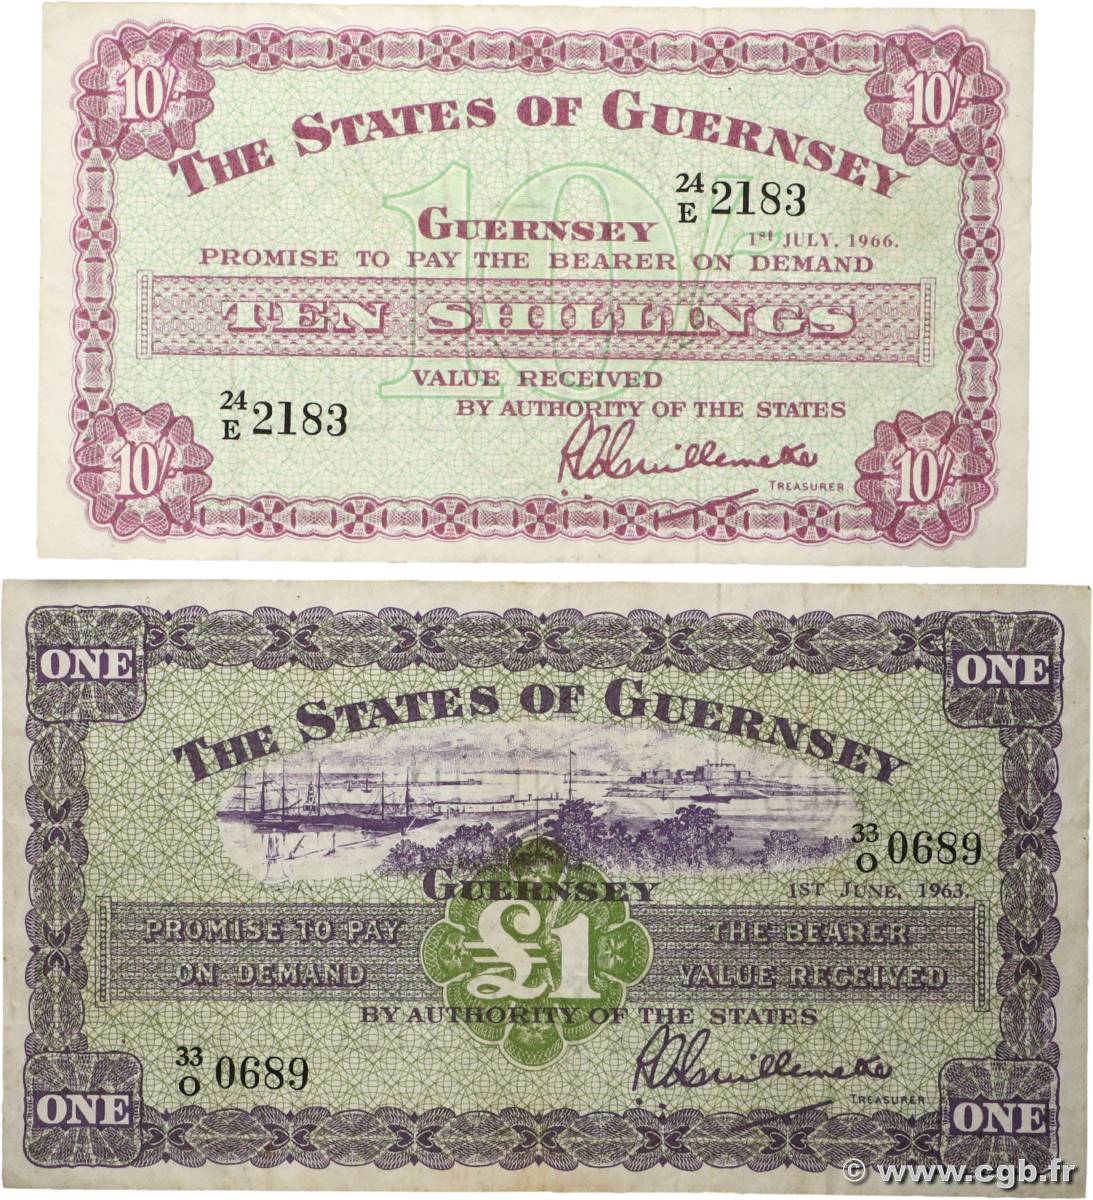 10/- 10/-
THE STATES OF GUERNSEY
24/E 2183
GUERNSEY 1st JULY, 1966.
PROMISE TO PAY THE BEARER ON DEMAND
TEN SHILLINGS
VALUE RECEIVED
24/E 2183 BY AUTHORITY OF THE STATES
TREASURER
10/- 10/-
ONE ONE
THE STATES OF GUERNSEY
33/O 0689
GUERNSEY 1ST JUNE, 1963.
PROMISE TO PAY £1 THE BEARER
ON DEMAND VALUE RECEIVED
BY AUTHORITY OF THE STATES
33/O 0689
TREASURER
ONE ONE
© www.cgb.fr